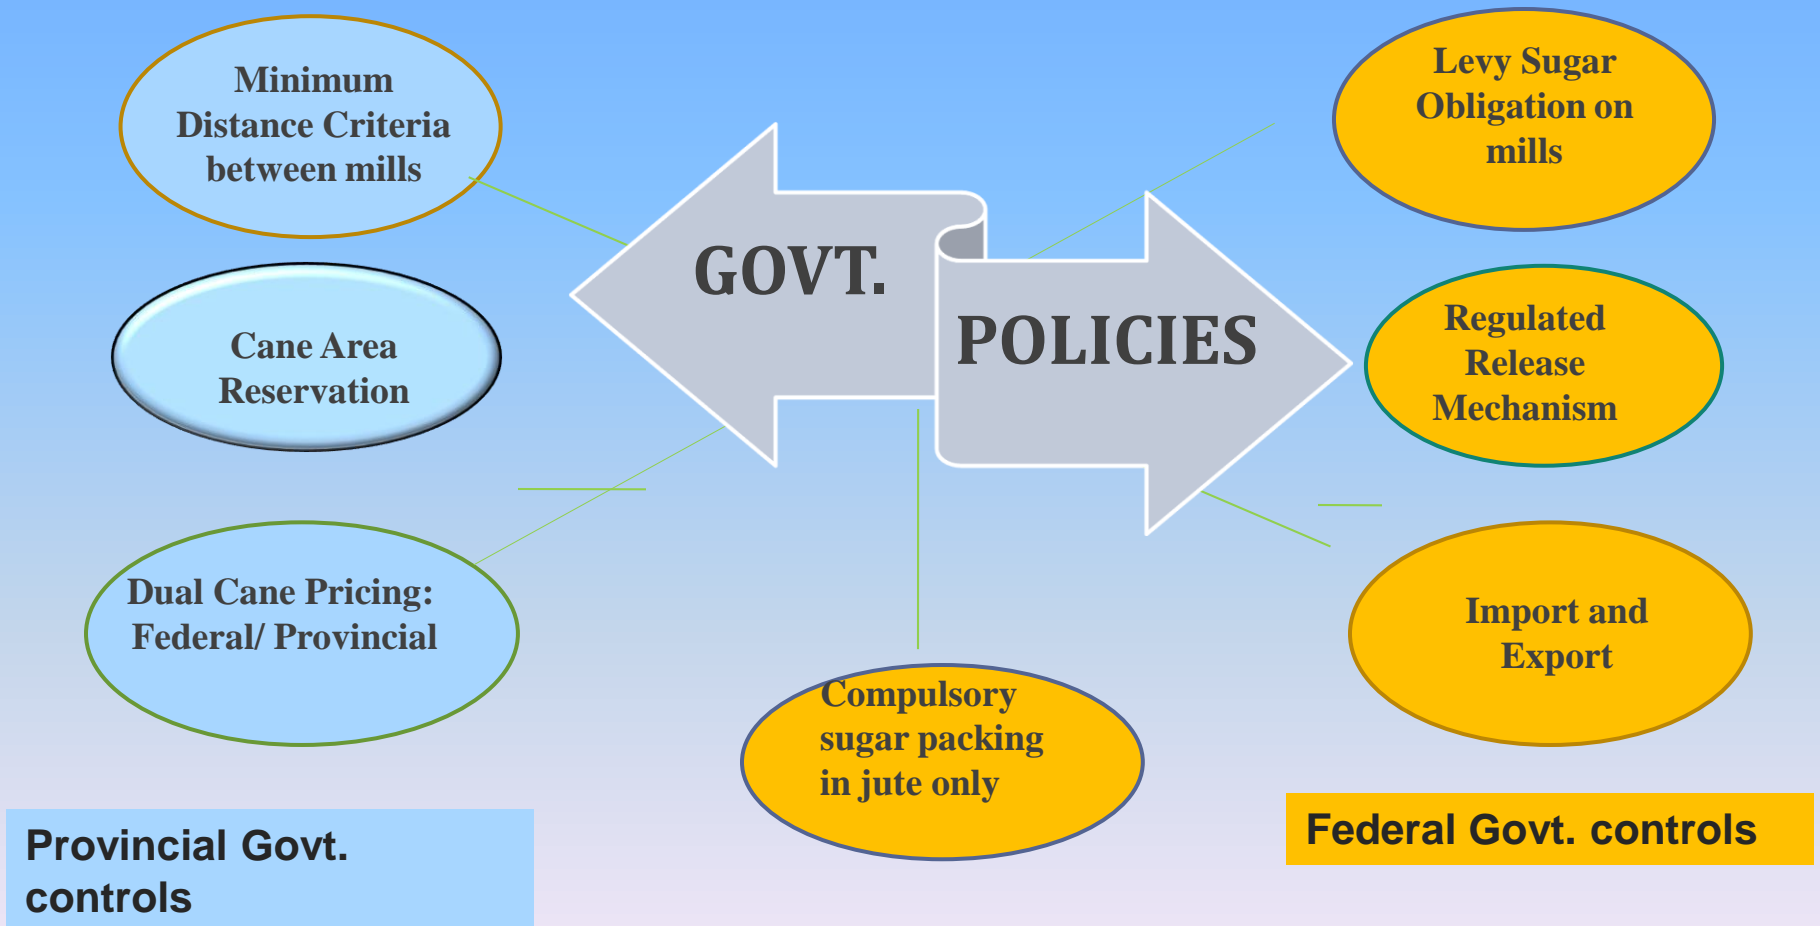 Minimum
Distance Criteria
between mills
Cane Area
Reservation
Dual Cane Pricing:
Federal/ Provincial
Provincial Govt.
controls
GOVT.
POLICIES
Compulsory
sugar packing
in jute only
Levy Sugar
Obligation on
mills
Regulated
Release
Mechanism
Import and
Export
Federal Govt. controls